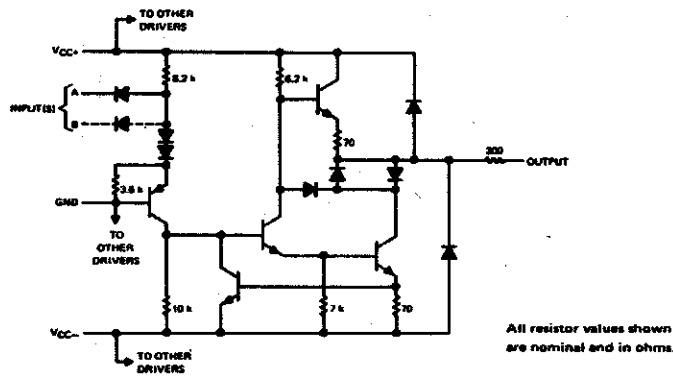 TO OTHER
DRIVERS
VCC+
8.2 k
6.2 k
A
INPUT(S)
B
70
300
OUTPUT
3.6 k
GND
TO
OTHER
DRIVERS
10 k
7 k
70
VCC–
TO OTHER
DRIVERS
All resistor values shown
are nominal and in ohms.